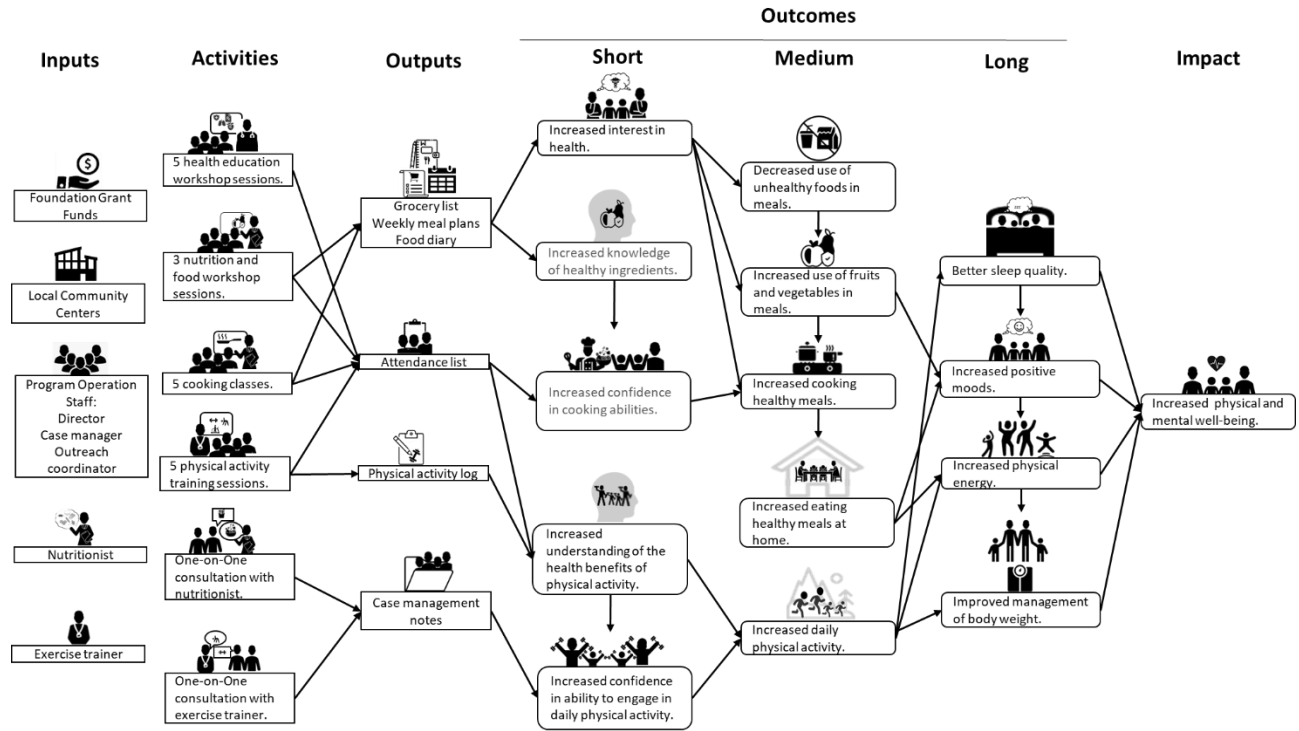 Outcomes
Inputs
Activities
Outputs
Short
Medium
Long
Impact
Foundation Grant
Funds
Local Community
Centers
Program Operation
Staff:
Director
Case manager
Outreach
coordinator
Nutritionist
Exercise trainer
5 health education
workshop sessions.
3 nutrition and
food workshop
sessions.
5 cooking classes.
5 physical activity
training sessions.
One-on-One
consultation with
nutritionist.
One-on-One
consultation with
exercise trainer.
Grocery list
Weekly meal plans
Food diary
Attendance list
Physical activity log
Case management
notes
Increased interest in
health.
Increased knowledge
of healthy ingredients.
Increased confidence
in cooking abilities.
Increased
understanding of the
health benefits of
physical activity.
Increased confidence
in ability to engage in
daily physical activity.
Decreased use of
unhealthy foods in
meals.
Increased use of fruits
and vegetables in
meals.
Increased cooking
healthy meals.
Increased eating
healthy meals at
home.
Increased daily
physical activity.
Better sleep quality.
Increased positive
moods.
Increased physical
energy.
Improved management
of body weight.
Increased physical and
mental well-being.